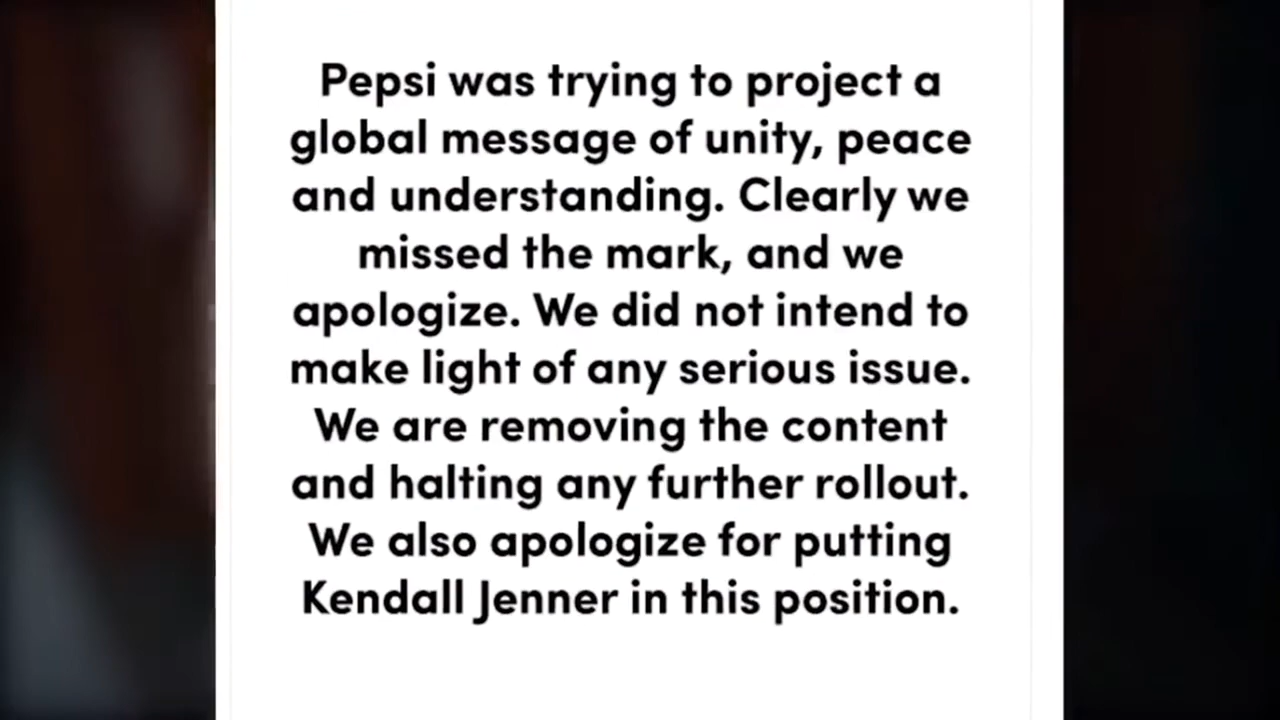 Pepsi was trying to project a
global message of unity, peace
and understanding. Clearly we
missed the mark, and we
apologize. We did not intend to
make light of any serious issue.
We are removing the content
and halting any further rollout.
We also apologize for putting
Kendall Jenner in this position.